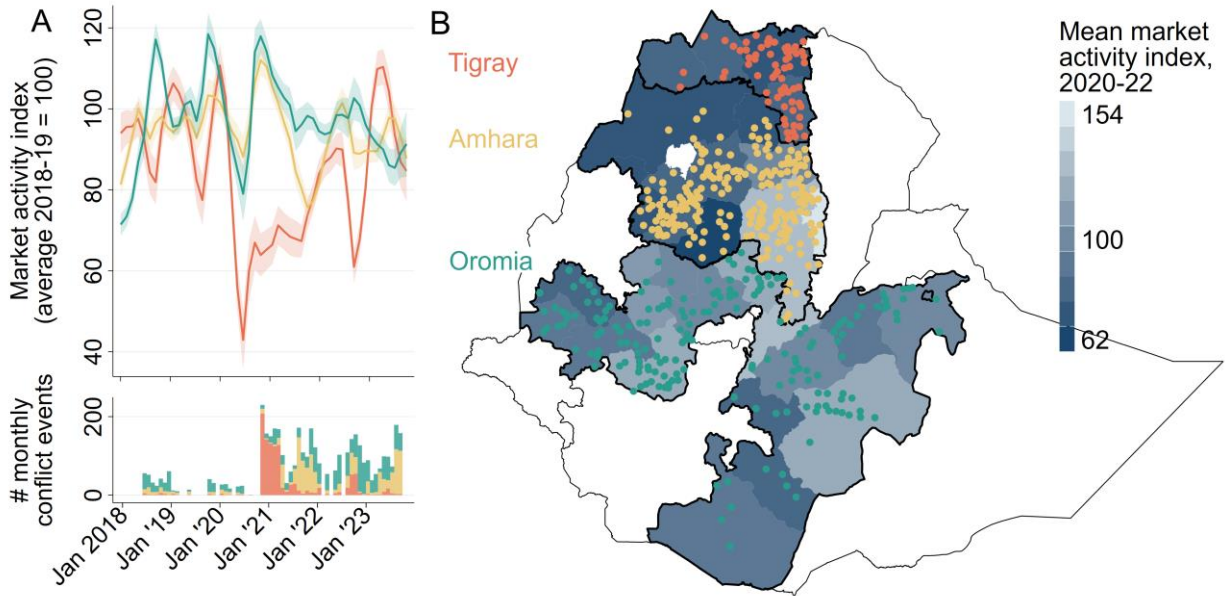 A
Market activity index
(average 2018-19 = 100)
120
100
80
60
40
# monthly
conflict events
200
0
Jan 2018
Jan '19
Jan '20
Jan '21
Jan '22
Jan '23
B
Tigray
Amhara
Oromia
Mean market
activity index,
2020-22
154
100
62